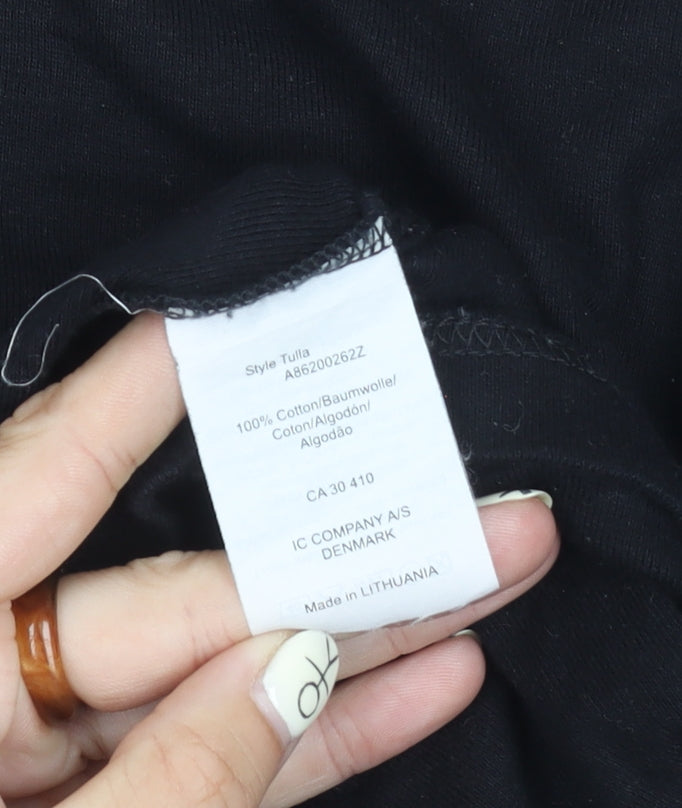 Style Tulla
A86200262Z
100% Cotton/Baumwolle/
Coton/Algodón/
Algodão
CA 30 410
IC COMPANY A/S
DENMARK
Made in LITHUANIA